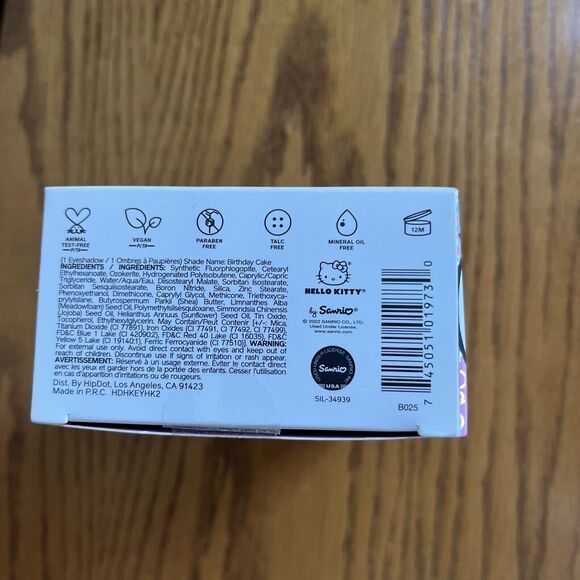 ANIMAL
TEST-FREE
PETA
VEGAN
PETA
PARABEN
FREE
TALC
FREE
MINERAL OIL
FREE
12M
(1 Eyeshadow / 1 Ombres à Paupières) Shade Name: Birthday Cake
INGREDIENTS / INGRÉDIENTS: Synthetic Fluorphlogopite, Cetearyl
Ethylhexanoate, Ozokerite, Hydrogenated Polyisobutene, Caprylic/Capric
Triglyceride, Water/Aqua/Eau, Diisostearyl Malate, Sorbitan Isostearate,
Sorbitan Sesquiisostearate, Boron Nitride, Silica, Zinc Stearate,
Phenoxyethanol, Dimethicone, Caprylyl Glycol, Methicone, Triethoxyca-
prylylsilane, Butyrospermum Parkii (Shea) Butter, Limnanthes Alba
(Meadowfoam) Seed Oil, Polymethylsilsesquioxane, Simmondsia Chinensis
(Jojoba) Seed Oil, Helianthus Annuus (Sunflower) Seed Oil, Tin Oxide,
Tocopherol, Ethylhexylglycerin. May Contain/Peut Contenir [+/-: Mica,
Titanium Dioxide (CI 77891), Iron Oxides (CI 77491, CI 77492, CI 77499),
FD&C Blue 1 Lake (CI 42090:2), FD&C Red 40 Lake (CI 16035), FD&C
Yellow 5 Lake (CI 19140:1), Ferric Ferrocyanide (CI 77510)]. WARNING:
For external use only. Avoid direct contact with eyes and keep out of
reach of children. Discontinue use if signs of irritation or rash appear.
AVERTISSEMENT: Réservé à un usage externe. Éviter le contact direct
avec les yeux et garder hors de la portée des enfants. Cesser l'utilisation
en cas d'apparition d'irritations ou de rougeurs.
Dist. By HipDot, Los Angeles, CA 91423
Made in P.R.C. HDHKEYHK2
HELLO KITTY®
by Sanrio®
© 2022 SANRIO CO., LTD.
Used Under License.
www.sanrio.com
Sanrio
USA
SIL-34939
7 45051 01973 0
B025